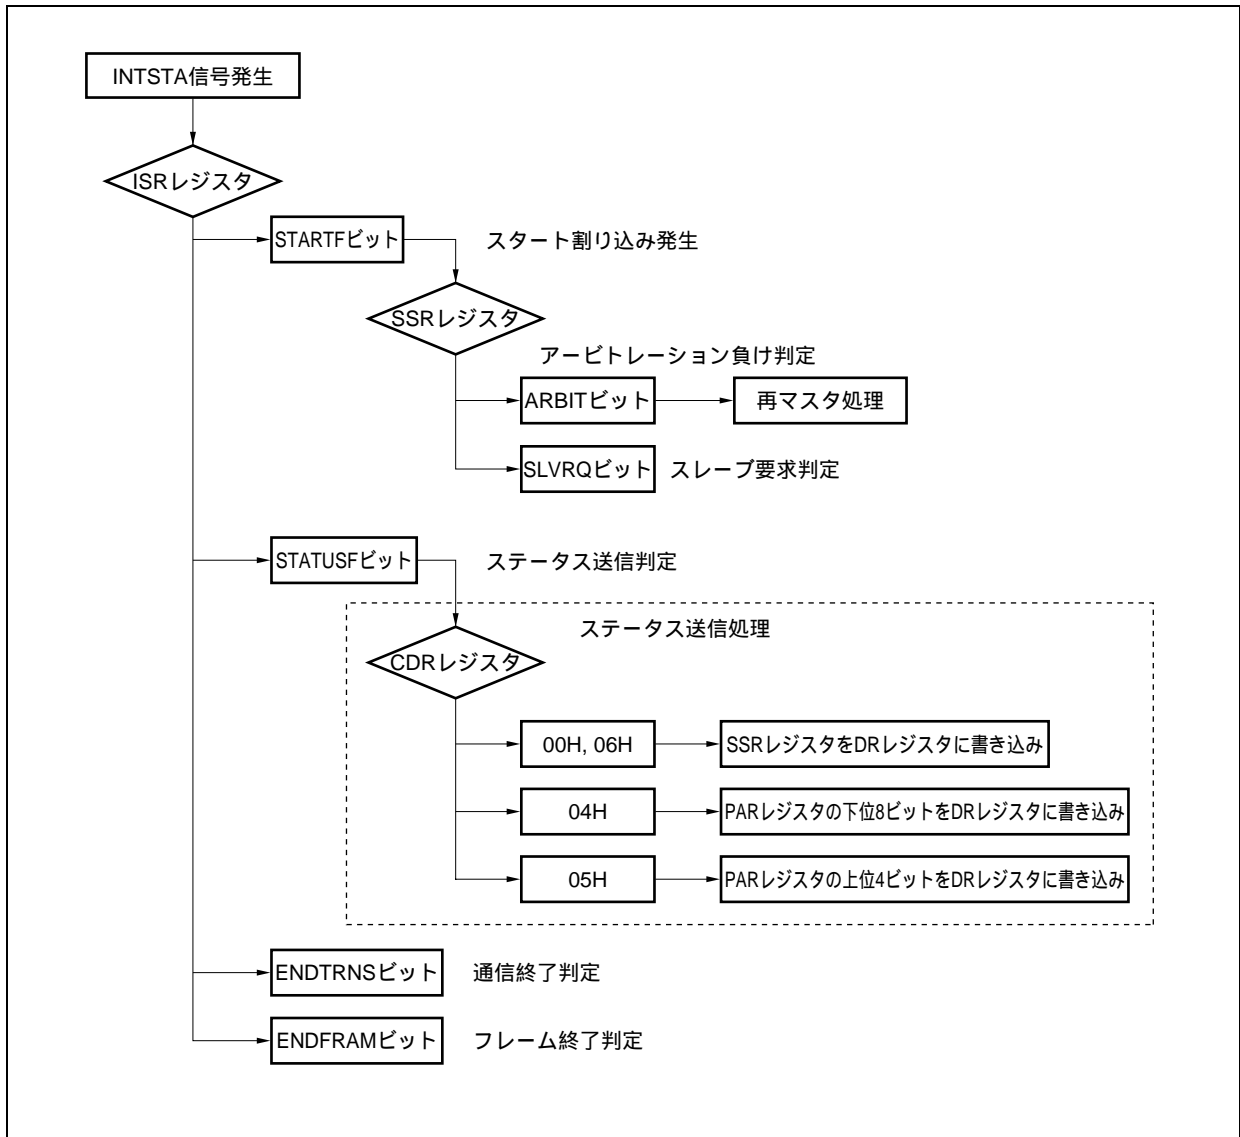 INTSTA信号発生
ISRレジスタ
STARTFビット
スタート割り込み発生
SSRレジスタ
アービトレーション負け判定
ARBITビット
再マスタ処理
SLVRQビット
スレーブ要求判定
STATUSFビット
ステータス送信判定
ステータス送信処理
CDRレジスタ
00H, 06H
SSRレジスタをDRレジスタに書き込み
04H
PARレジスタの下位8ビットをDRレジスタに書き込み
05H
PARレジスタの上位4ビットをDRレジスタに書き込み
ENDTRNSビット
通信終了判定
ENDFRAMビット
フレーム終了判定